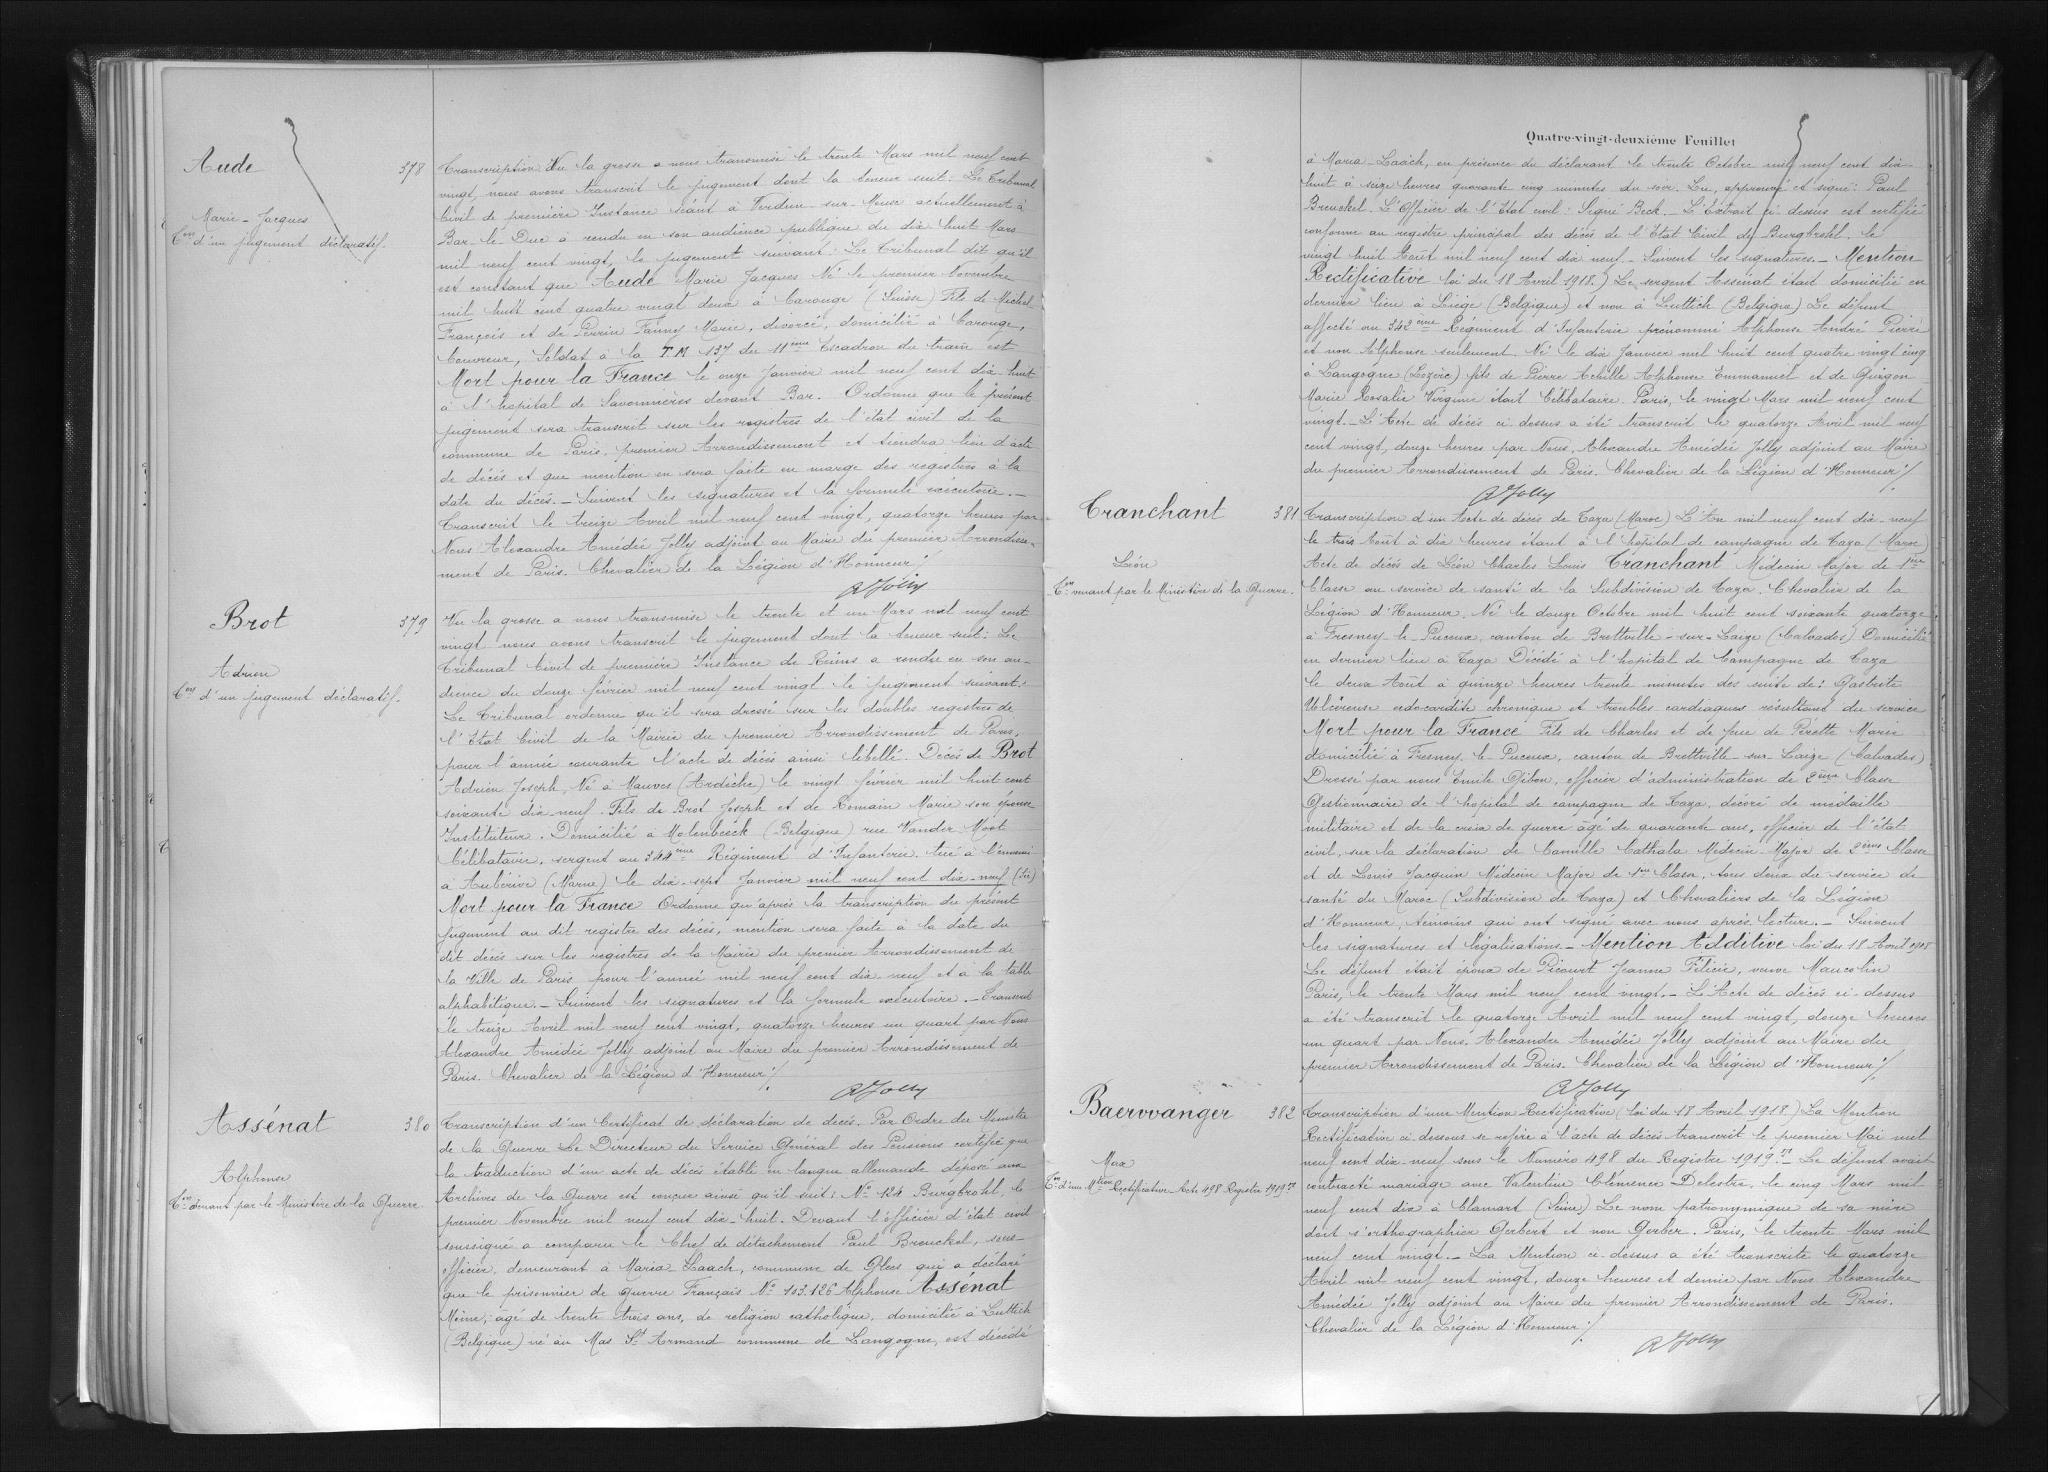 Aude
378
Marie-Jacques
Con d'un jugement déclaratif.
Transcription Vu la grosse a nous transmise le trente Mars mil neuf cent
vingt, nous avons transcrit le jugement dont la teneur suit: Le Tribunal
Civil de première Instance séant à Verdun-sur-Meuse actuellement à
Bar-le-Duc à rendu en son audience publique du dix huit Mars
mil neuf cent vingt, le jugement suivant: Le Tribunal dit qu'il
est constant que Aude Marie Jacques Né le premier Novembre
mil huit cent quatre vingt deux à Carouge (Suisse) Fils de Michel
François et de Perrin Fanny Marie, divorcé, domicilié à Carouge,
Couvreur, Soldat à la T.M 137 du 11ème Escadron du train est
Mort pour la France le onze Janvier mil neuf cent dix-huit
à l'hopital de Savonnières devant Bar. Ordonne que le présent
jugement sera transcrit sur les registres de l'état civil de la
commune de Paris, premier Arrondissement et tiendra lieu d'acte
de décès et que mention en sera faite en marge des registres à la
date du décès. _ Suivent les signatures et la formule exécutoire. _
Transcrit le treize Avril mil neuf cent vingt, quatorze heures par
Nous Alexandre Amédée Jolly adjoint au Maire du premier Arrondisse-
ment de Paris. Chevalier de la Légion d'Honneur ./.
AJolly
Brot
379
Adrien
Con d'un jugement déclaratif.
Vu la grosse a nous transmise le trente et un Mars mil neuf cent
vingt nous avons transcrit le jugement dont la teneur suit: Le
Tribunal Civil de première Instance de Reims a rendu en son au-
dience du douze février mil neuf cent vingt le jugement suivant:
Le Tribunal ordonne qu'il sera dressé sur les doubles registres de
l'Etat Civil de la Mairie du premier Arrondissement de Paris,
pour l'année courante l'acte de décès ainsi libellé. Décès de Brot
Adrien Joseph, Né à Mauves (Ardèche) le vingt février mil huit cent
soixante dix neuf. Fils de Brot Joseph et de Romain Marie son épouse
Instituteur. Domicilié à Molenbeeck (Belgique) rue Vander Moot
Célibataire, sergent au 344ème Régiment d'Infanterie, tué à l'ennemi
à Aubérive (Marne) le dix-sept Janvier mil neuf cent dix-neuf (sic)
Mort pour la France Ordonne qu'après la transcription du présent
jugement au dit registre des décès, mention sera faite à la date du
dit décès sur les registres de la Mairie du premier Arrondissement de
la Ville de Paris pour l'année mil neuf cent dix neuf et à la table
alphabétique. _ Suivent les signatures et la formule exécutoire. _ Transcrit
le treize Avril mil neuf cent vingt, quatorze heures un quart par Nous
Alexandre Amédée Jolly adjoint au Maire du premier Arrondissement de
Paris. Chevalier de la Légion d'Honneur ./.
AJolly
Assénat
380
Alphonse
Con venant par le Ministère de la Guerre.
Transcription d'un Certificat de déclaration de décès. Par Ordre du Ministre
de la Guerre Le Directeur du Service Général des Pensions certifie que
la traduction d'un acte de décès établi en langue allemande déposé aux
Archives de la Guerre est conçue ainsi qu'il suit: No 124 Burgbrohl, le
premier Novembre mil neuf cent dix-huit. Devant l'officier d'état civil
soussigné a comparu le Chef de détachement Paul Breuckel, sous-
officier, demeurant à Maria Laach, commune de Glees qui a déclaré
que le prisonnier de guerre Français No 103.126 Alphonse Assénat
Moine, âgé de trente trois ans, de religion catholique, domicilié à Luttich
(Belgique) né au Mas St Armand commune de Langogne, est décédé
Quatre-vingt-deuxième Feuillet
à Maria-Laach, en présence du déclarant le trente Octobre mil neuf cent dix-
huit à seize heures quarante cinq minutes du soir. Lu, approuvé et signé: Paul
Breuckel. L'Officier de l'Etat civil: Signé Beck. _ L'Extrait ci-dessus est certifié
conforme au registre principal des décès de l'Etat Civil de Burgbrohl, le
vingt huit Août mil neuf cent dix neuf. _ Suivent les signatures. _ Mention
Rectificative loi du 18 Avril 1918.) Le sergent Assénat était domicilié en
dernier lieu à Liège (Belgique) et non à Luttich (Belgique) Le défunt
affecté au 342ème Régiment d'Infanterie prénommé Alphonse André Pierre
et non Alphonse seulement. Né le dix Janvier mil huit cent quatre vingt cinq
à Langogne (Lozère) fils de Pierre Achille Alphonse Emmanuel et de Guigon
Marie Rosalie Virginie était Célibataire. Paris, le vingt Mars mil neuf cent
vingt. _ L'Acte de décès ci-dessus a été transcrit le quatorze Avril mil neuf
cent vingt, douze heures par Nous, Alexandre Amédée Jolly adjoint au Maire
du premier Arrondissement de Paris. Chevalier de la Légion d'Honneur ./.
AJolly
Tranchant
381
Léon
Con venant par le Ministère de la Guerre.
Transcription d'un Acte de décès de Taza (Maroc) L'An mil neuf cent dix-neuf
le trois Août à dix heures étant à l'hôpital de campagne de Taza (Maroc)
Acte de décès de Léon Charles Louis Tranchant Médecin Major de 1ère
Classe au service de santé de la Subdivision de Taza. Chevalier de la
Légion d'Honneur. Né le douze Octobre mil huit cent soixante quatorze
à Fresney-le-Puceux, canton de Brettville-sur-Laize (Calvados) Domicilié
en dernier lieu à Taza Décédé à l'hopital de Campagne de Taza
le deux Août à quinze heures trente minutes des suite de: Gastrite
Ulcéreuse endocardite chronique et troubles cardiaques résultant du service
Mort pour la France Fils de Charles et de feue de Pérette Marie
domicilié à Fresney-le-Puceux, canton de Brettville-sur-Laize (Calvados)
Dressé par nous Emile Gibon, officier d'administration de 2ème Classe
Gestionnaire de l'hopital de campagne de Taza, décoré de médaille
militaire et de la croix de guerre âgé de quarante ans, officier de l'état
civil, sur la déclaration de Camille Cathala Médecin-Major de 2ème Classe
et de Louis Jacquin Médecin Major de 1ère Classe, tous deux du service de
santé du Maroc (Subdivision de Taza) et Chevaliers de la Légion
d'Honneur, témoins qui ont signé avec nous après lecture. _ Suivent
les signatures et légalisations. _ Mention Additive loi du 18 Avril 1918
Le défunt était époux de Picourt Jeanne Félicie, veuve Maucolin
Paris, le trente Mars mil neuf cent vingt. _ L'Acte de décès ci-dessus
a été transcrit le quatorze Avril mil neuf cent vingt, douze heures
un quart par Nous, Alexandre Amédée Jolly adjoint au Maire du
premier Arrondissement de Paris. Chevalier de la Légion d'Honneur ./.
AJolly
Baervvanger
382
Max
Con d'une Mtion Rectificative Acte 498 Registre 1919
Transcription d'une Mention Rectificative (loi du 18 Avril 1918.) La Mention
Rectificative ci-dessous se refère à l'acte de décès transcrit le premier Mai mil
neuf cent dix-neuf sous le Numéro 498 du Registre 1919 _ Le défunt avait
contracté mariage avec Valentine Clémence Delestre, le cinq Mars mil
neuf cent dix à Clamart (Seine) Le nom patronymique de sa mère
doit s'orthographier Gerbert et non Gerber. Paris, le trente Mars mil
neuf cent vingt. _ La Mention ci-dessus a été transcrite le quatorze
Avril mil neuf cent vingt, douze heures et demie par Nous Alexandre
Amédée Jolly adjoint au Maire du premier Arrondissement de Paris.
Chevalier de la Légion d'Honneur ./.
AJolly